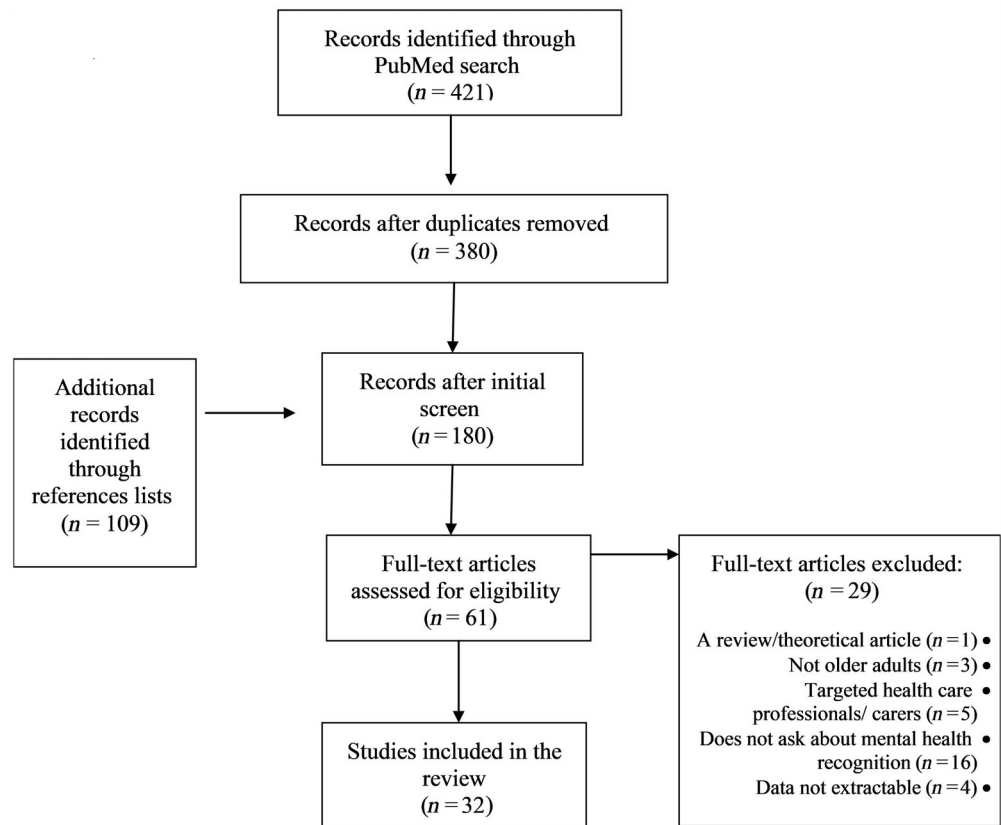 Records identified through
PubMed search
(n = 421)
Records after duplicates removed
(n = 380)
Additional
records
identified
through
references lists
(n = 109)
Records after initial
screen
(n = 180)
Full-text articles
assessed for eligibility
(n = 61)
Full-text articles excluded:
(n = 29)
A review/theoretical article (n = 1) •
Not older adults (n = 3) •
Targeted health care •
professionals/ carers (n = 5)
Does not ask about mental health •
recognition (n = 16)
Data not extractable (n = 4) •
Studies included in the
review
(n = 32)